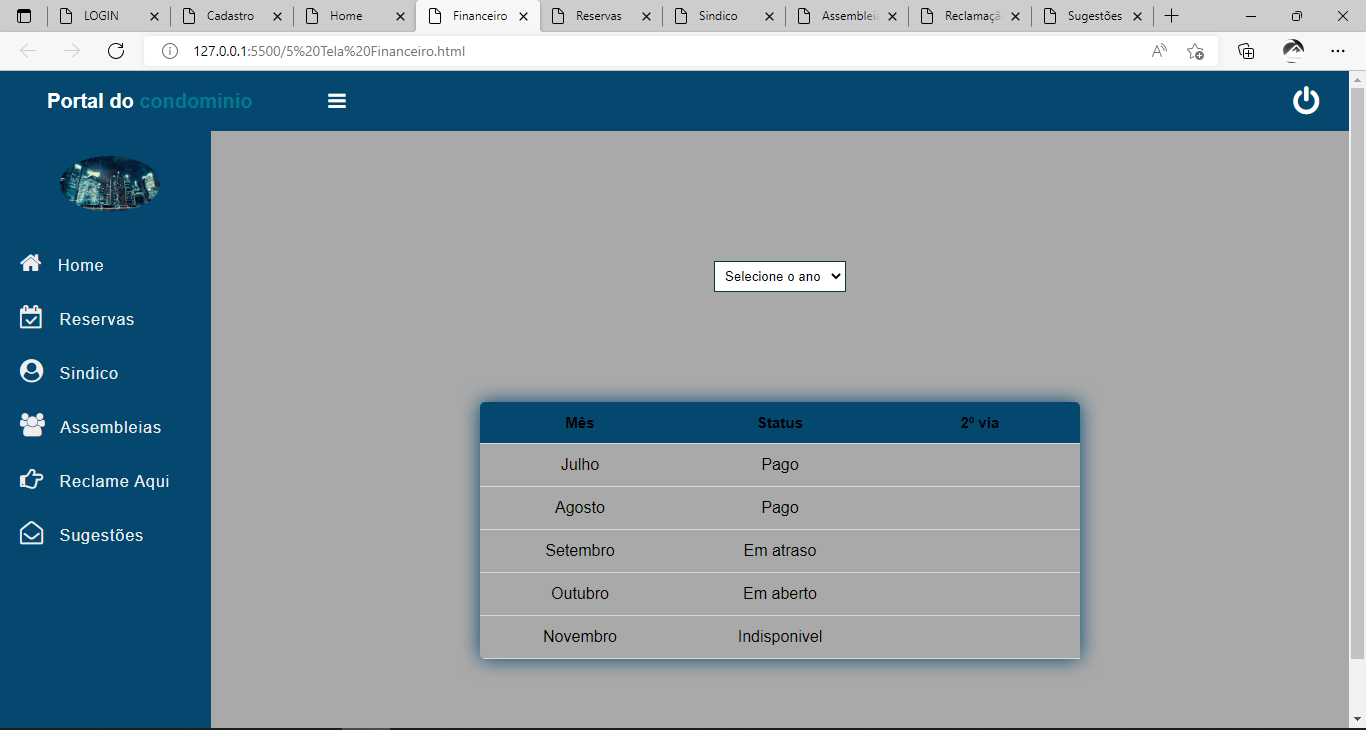 LOGIN
Cadastro
Home
Financeiro
Reservas
Sindico
Assembleia
Reclamaçã
Sugestões
127.0.0.1:5500/5%20Tela%20Financeiro.html
Portal do condominio
Home
Reservas
Sindico
Assembleias
Reclame Aqui
Sugestões
Selecione o ano
Mês Status 2º via
Julho Pago
Agosto Pago
Setembro Em atraso
Outubro Em aberto
Novembro Indisponivel